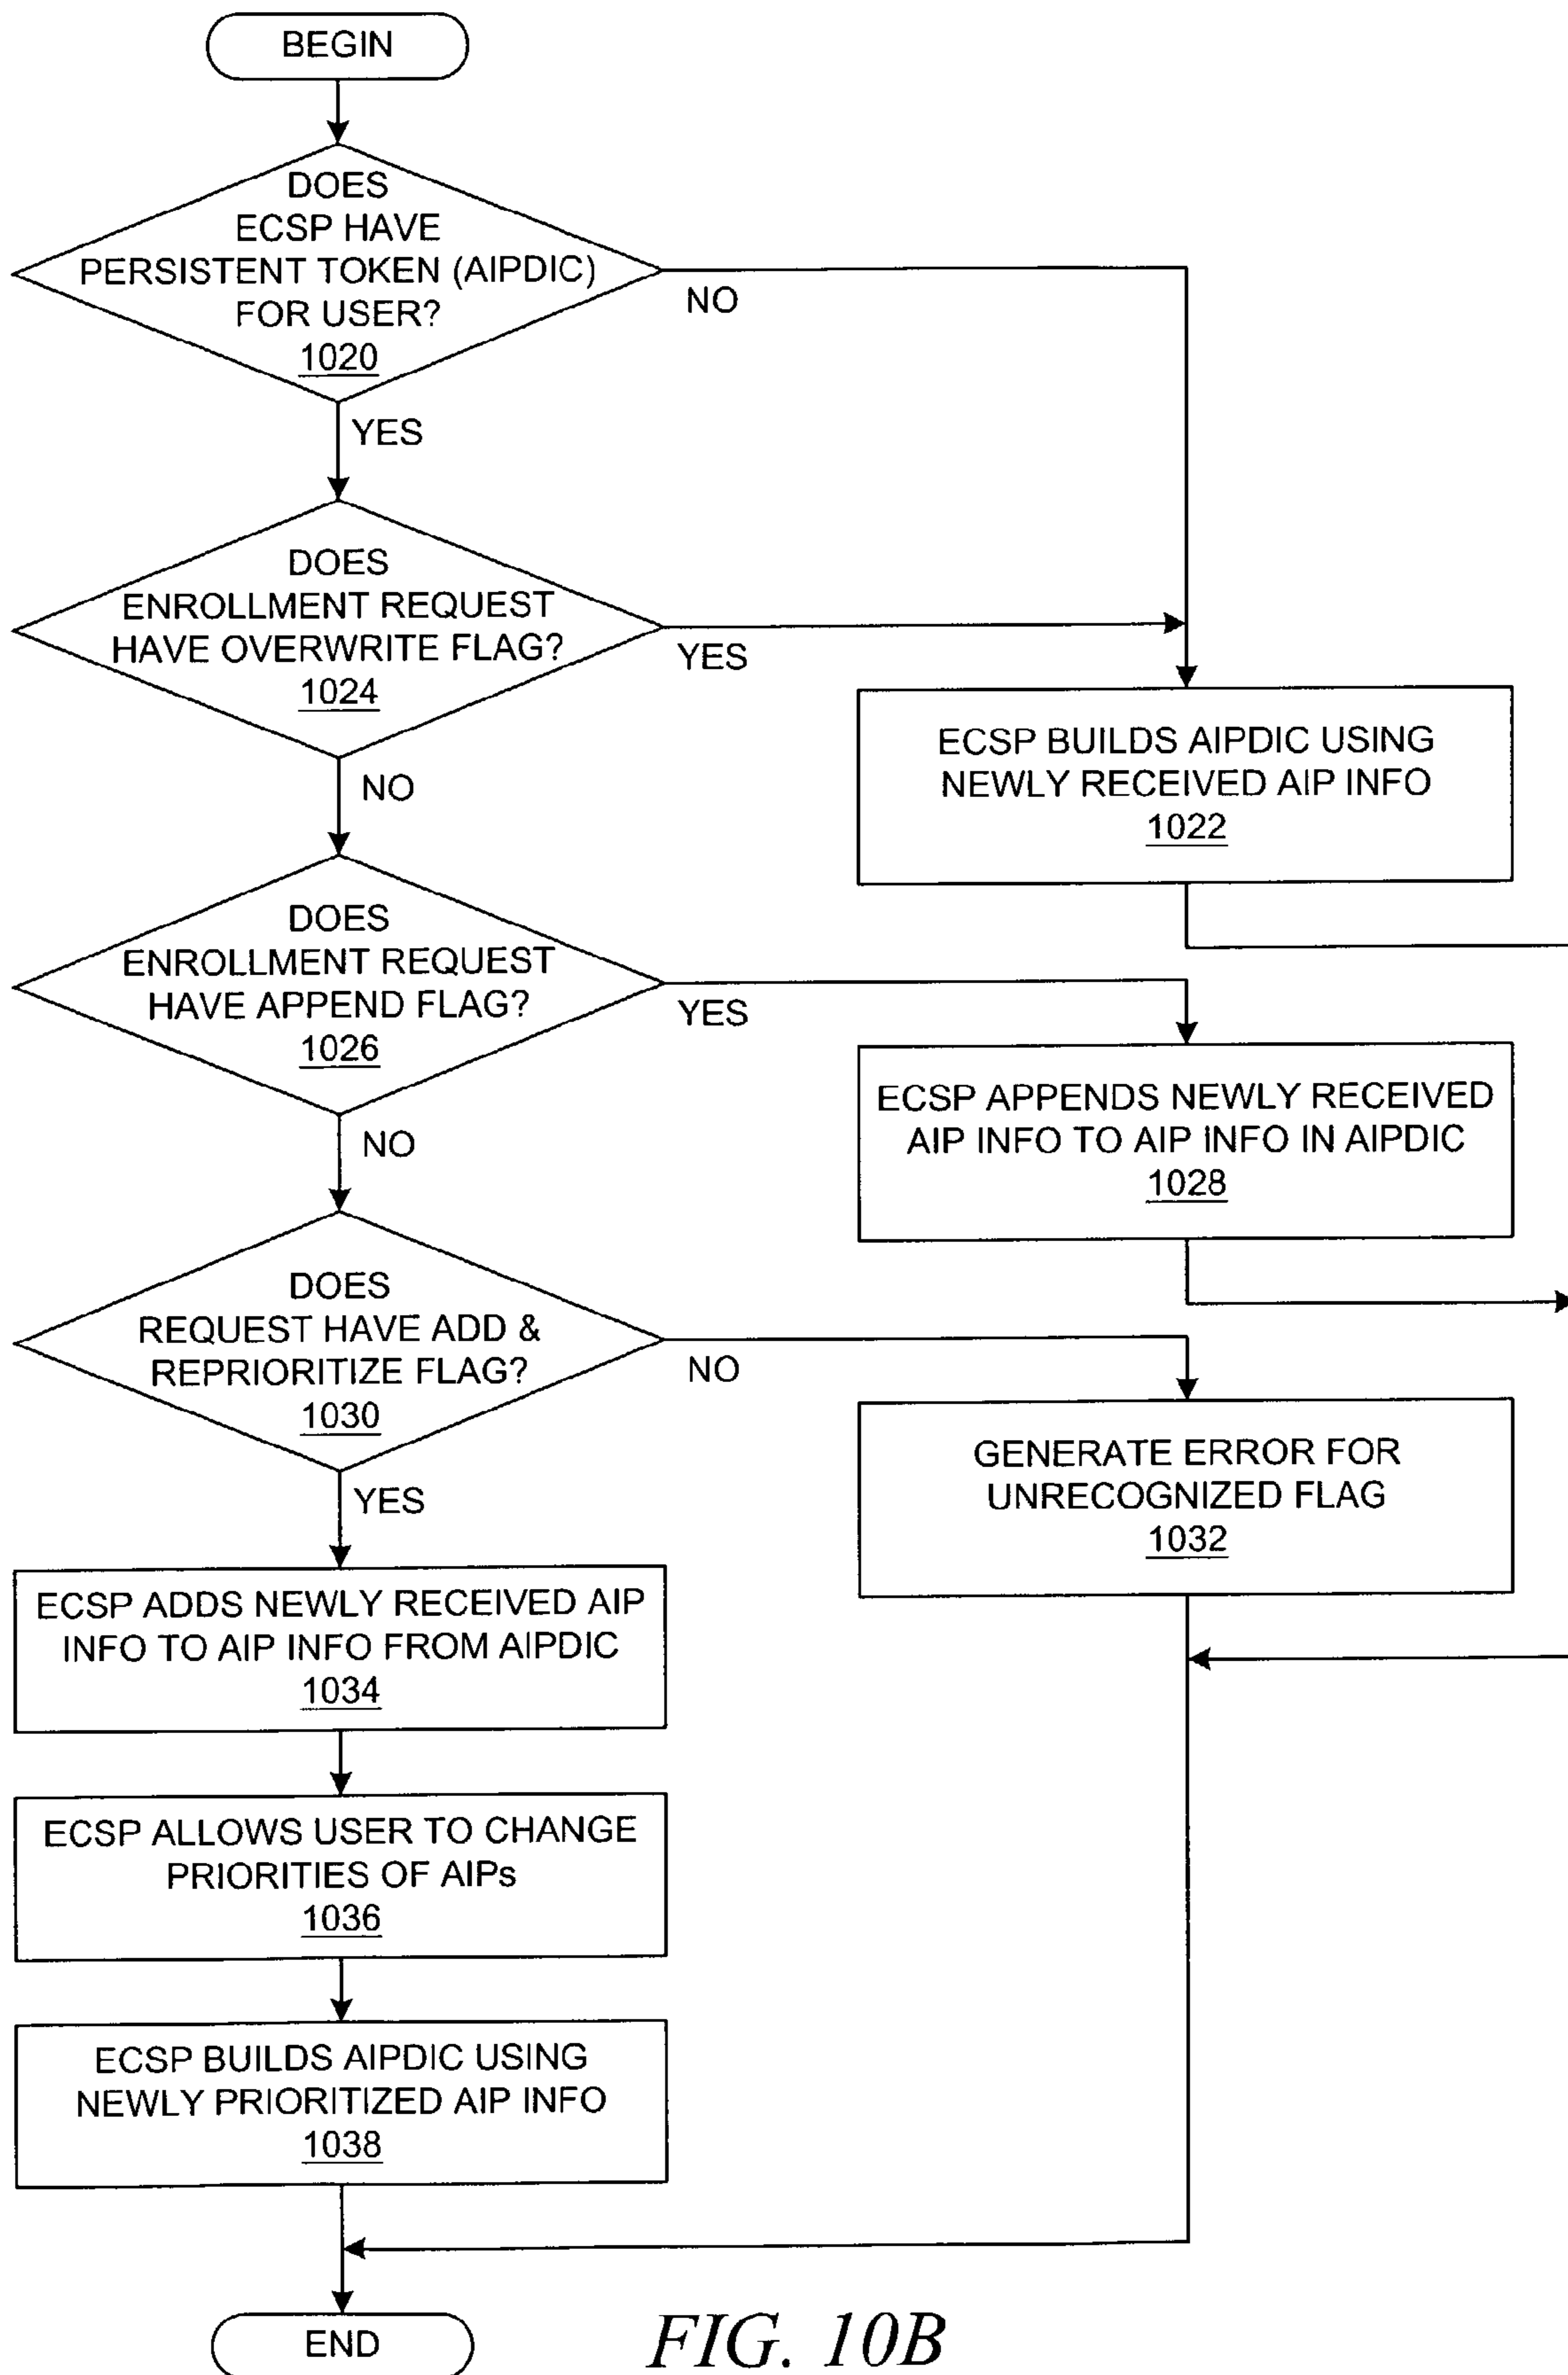 BEGIN
DOES
ECSP HAVE
PERSISTENT TOKEN (AIPDIC)
FOR USER?
1020
NO
YES
DOES
ENROLLMENT REQUEST
HAVE OVERWRITE FLAG?
1024
YES
NO
ECSP BUILDS AIPDIC USING
NEWLY RECEIVED AIP INFO
1022
DOES
ENROLLMENT REQUEST
HAVE APPEND FLAG?
1026
YES
NO
ECSP APPENDS NEWLY RECEIVED
AIP INFO TO AIP INFO IN AIPDIC
1028
DOES
REQUEST HAVE ADD &
REPRIORITIZE FLAG?
1030
NO
YES
GENERATE ERROR FOR
UNRECOGNIZED FLAG
1032
ECSP ADDS NEWLY RECEIVED AIP
INFO TO AIP INFO FROM AIPDIC
1034
ECSP ALLOWS USER TO CHANGE
PRIORITIES OF AIPs
1036
ECSP BUILDS AIPDIC USING
NEWLY PRIORITIZED AIP INFO
1038
END
FIG. 10B